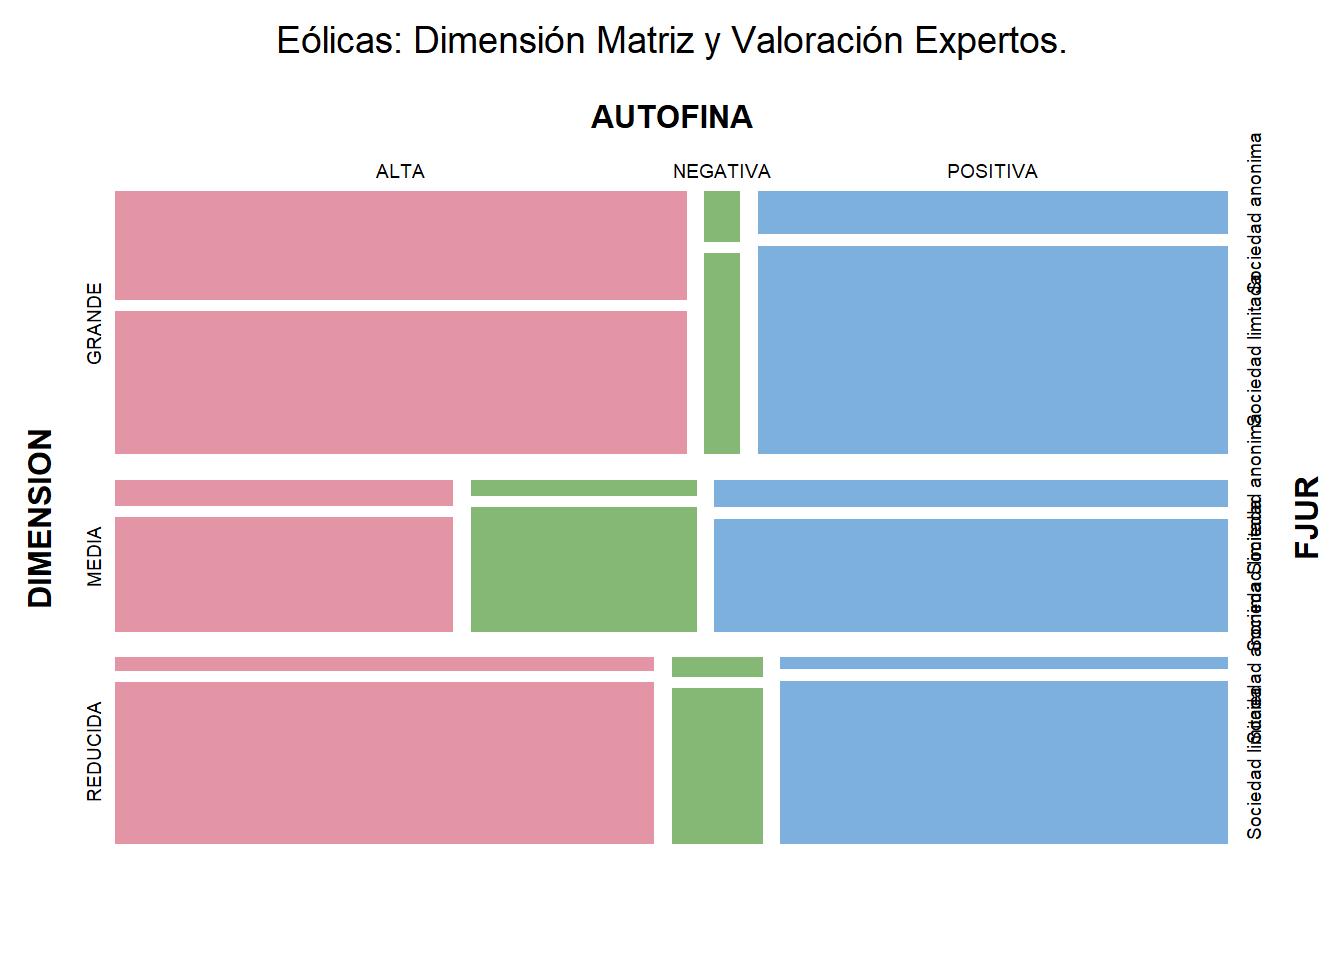 Eólicas: Dimensión Matriz y Valoración Expertos.
AUTOFINA
ALTA
NEGATIVA
POSITIVA
DIMENSION
GRANDE
MEDIA
REDUCIDA
Sociedad anonima
Sociedad limitada
Sociedad anonima
Sociedad limitada
Sociedad anonima
Sociedad limitada
FJUR